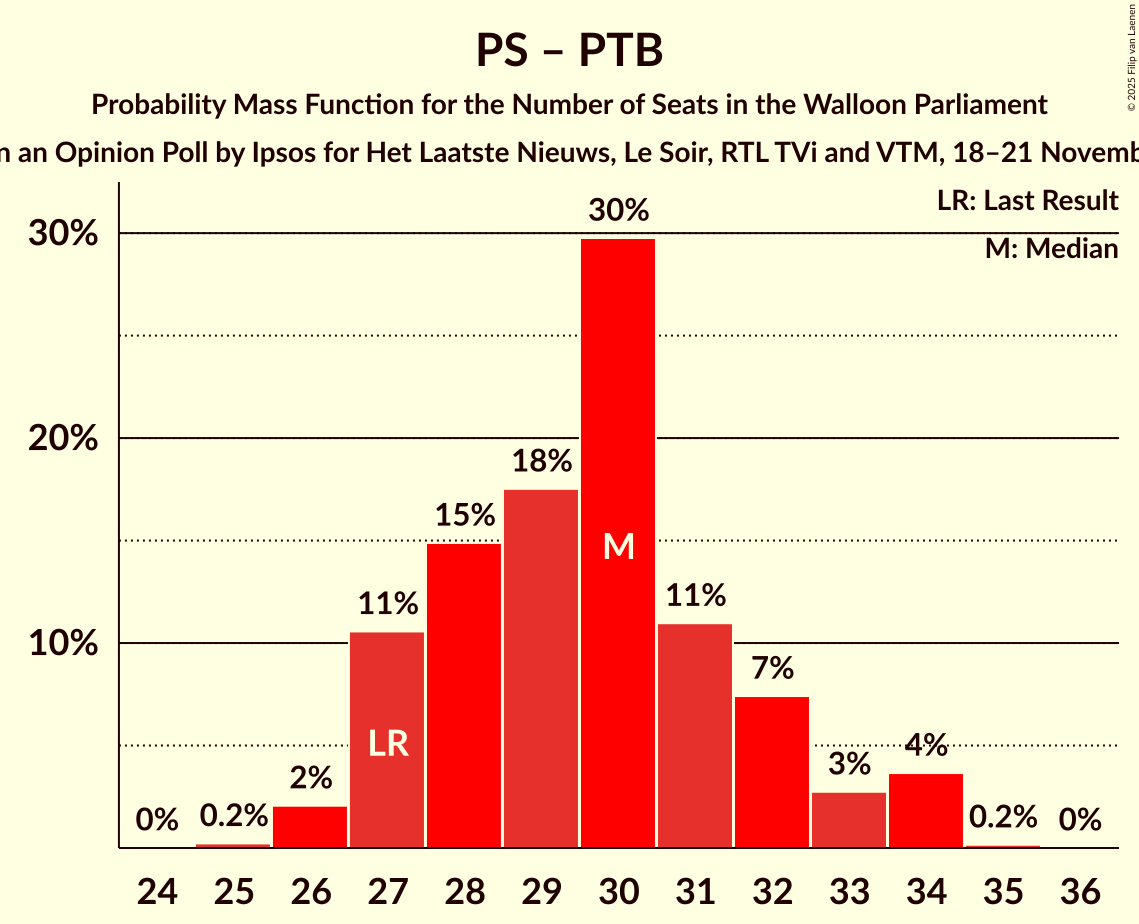 PS – PTB
Probability Mass Function for the Number of Seats in the Walloon Parliament
an Opinion Poll by Ipsos for Het Laatste Nieuws, Le Soir, RTL TVi and VTM, 18–21
© 2025 Filip van Laenen
LR: Last Result
M: Median
30%
20%
10%
0%
0.2%
2%
11%
15%
18%
30%
11%
7%
3%
4%
0.2%
0%
LR
M
24 25 26 27 28 29 30 31 32 33 34 35 36